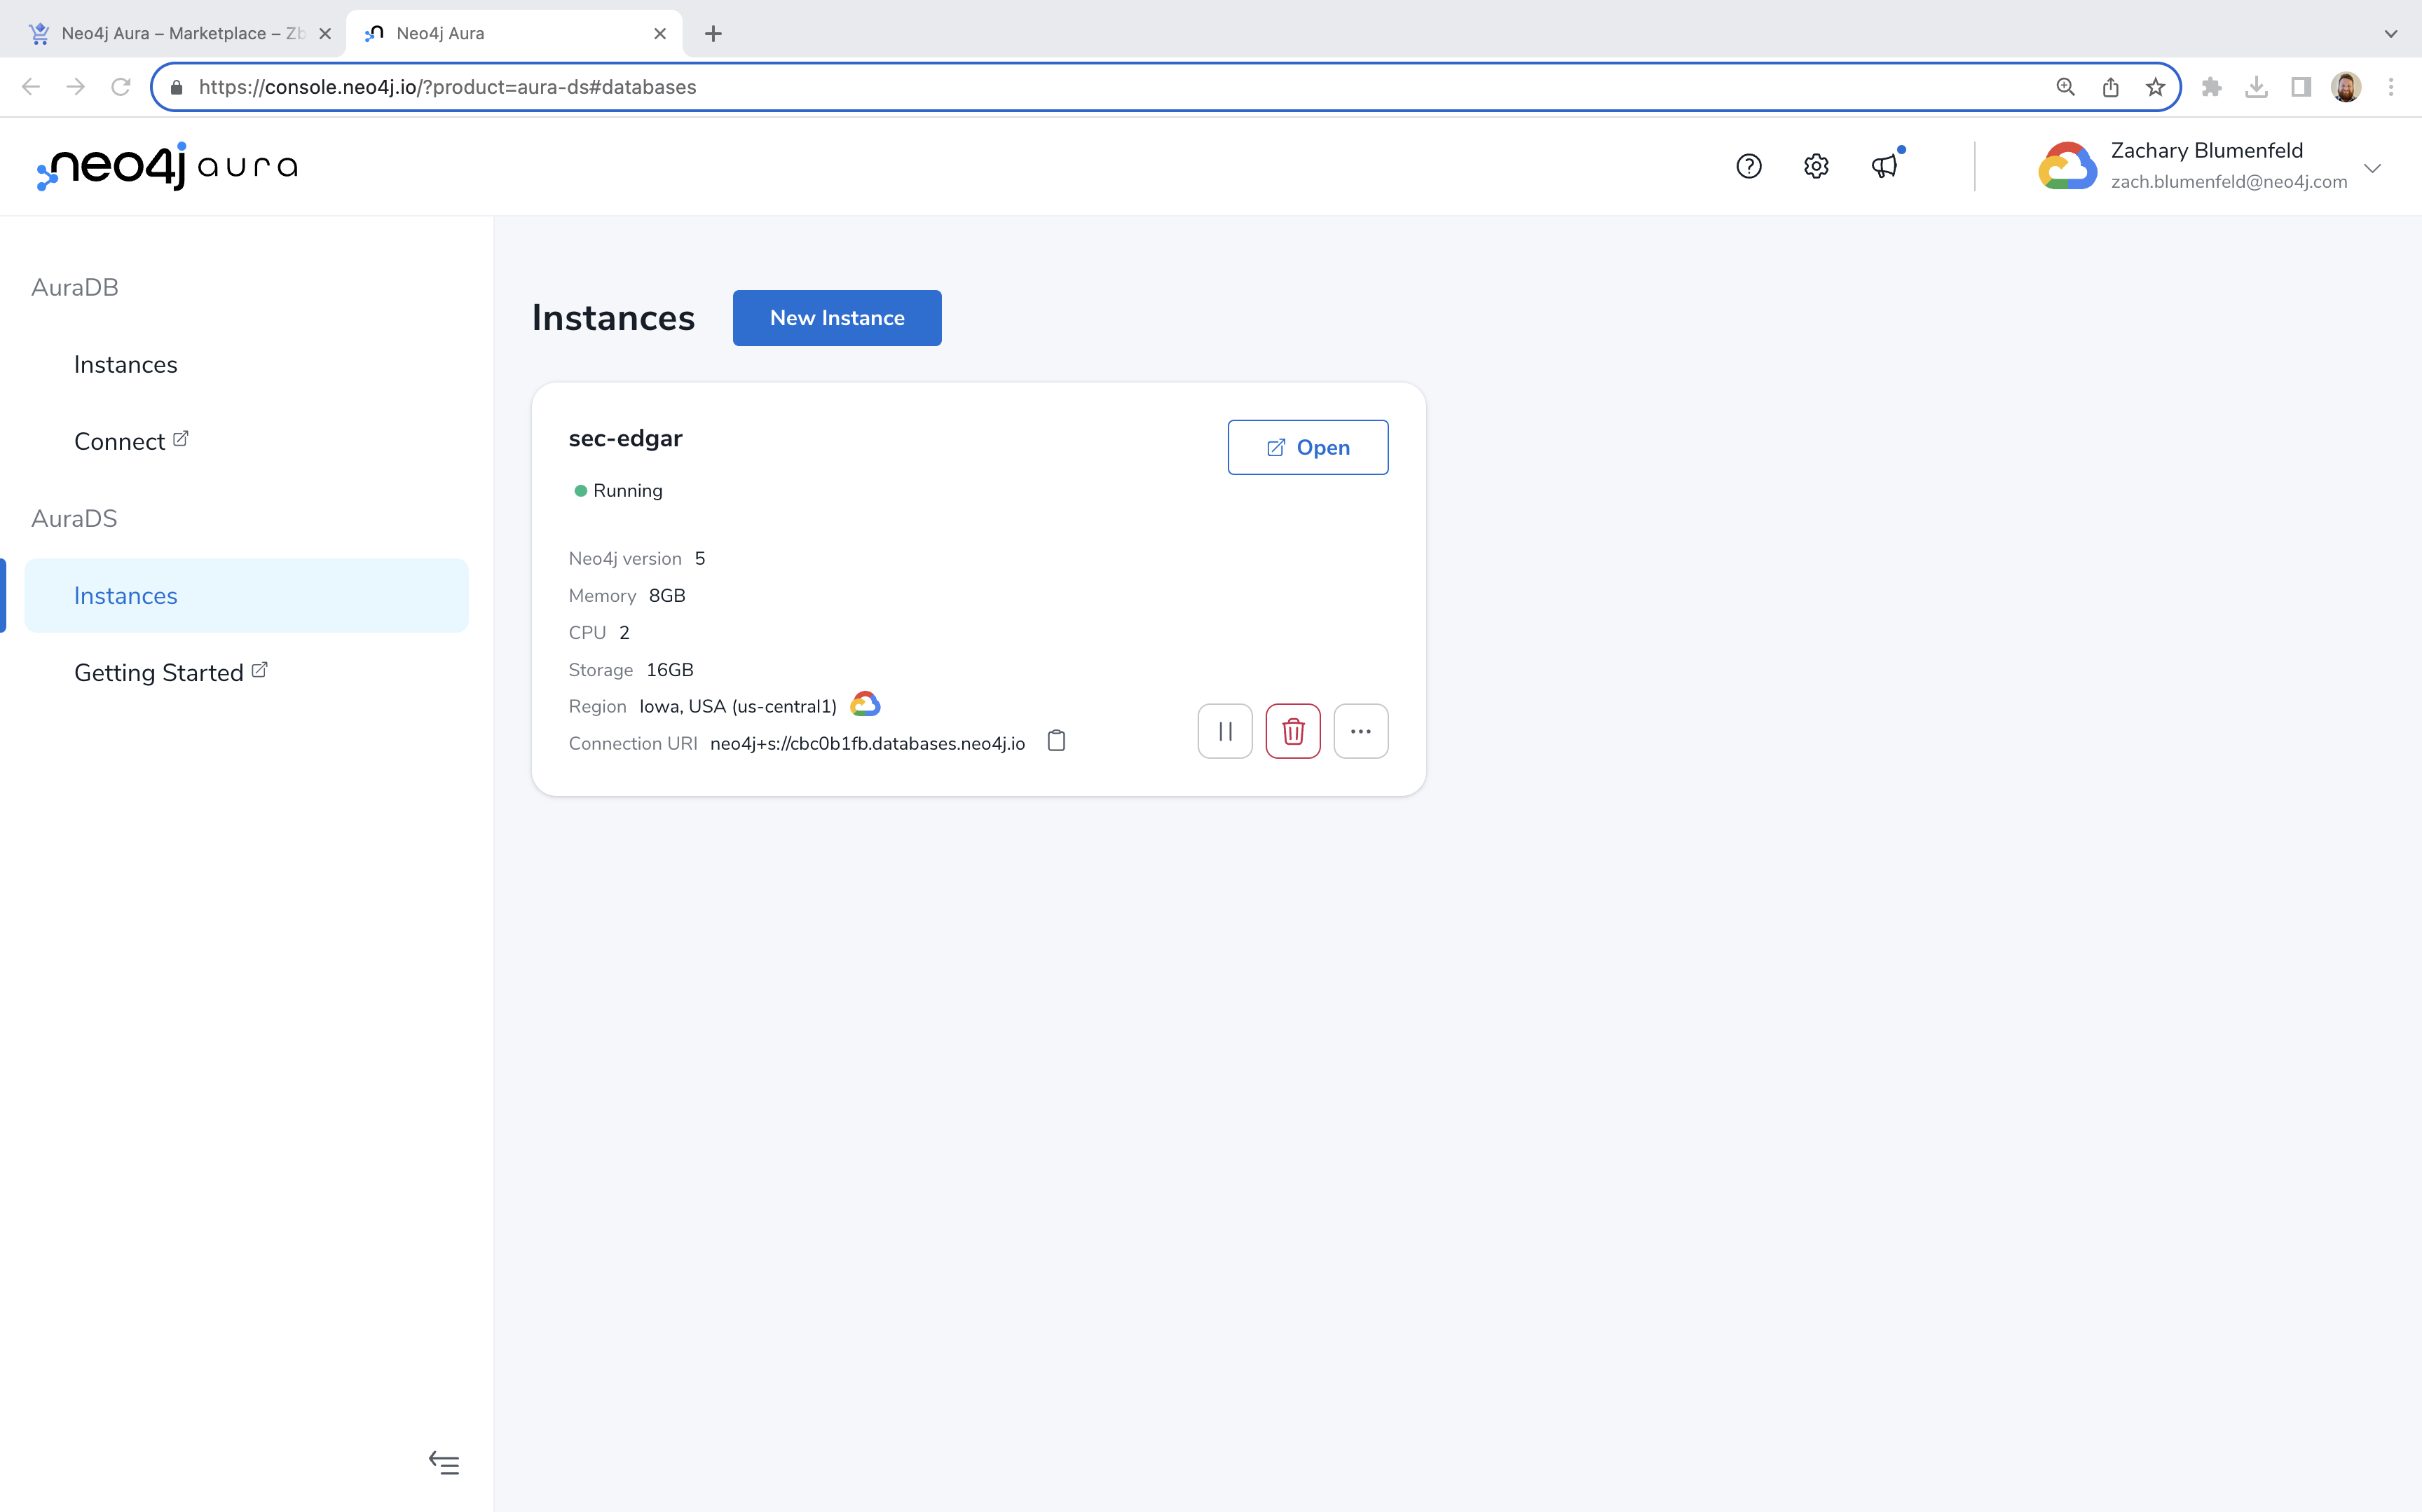 Neo4j Aura – Marketplace – Zb
Neo4j Aura
https://console.neo4j.io/?product=aura-ds#databases
neo4j aura
Zachary Blumenfeld
zach.blumenfeld@neo4j.com
AuraDB
Instances
Connect
AuraDS
Instances
Getting Started
Instances
New Instance
sec-edgar
Open
Running
Neo4j version 5
Memory 8GB
CPU 2
Storage 16GB
Region Iowa, USA (us-central1)
Connection URI neo4j+s://cbc0b1fb.databases.neo4j.io